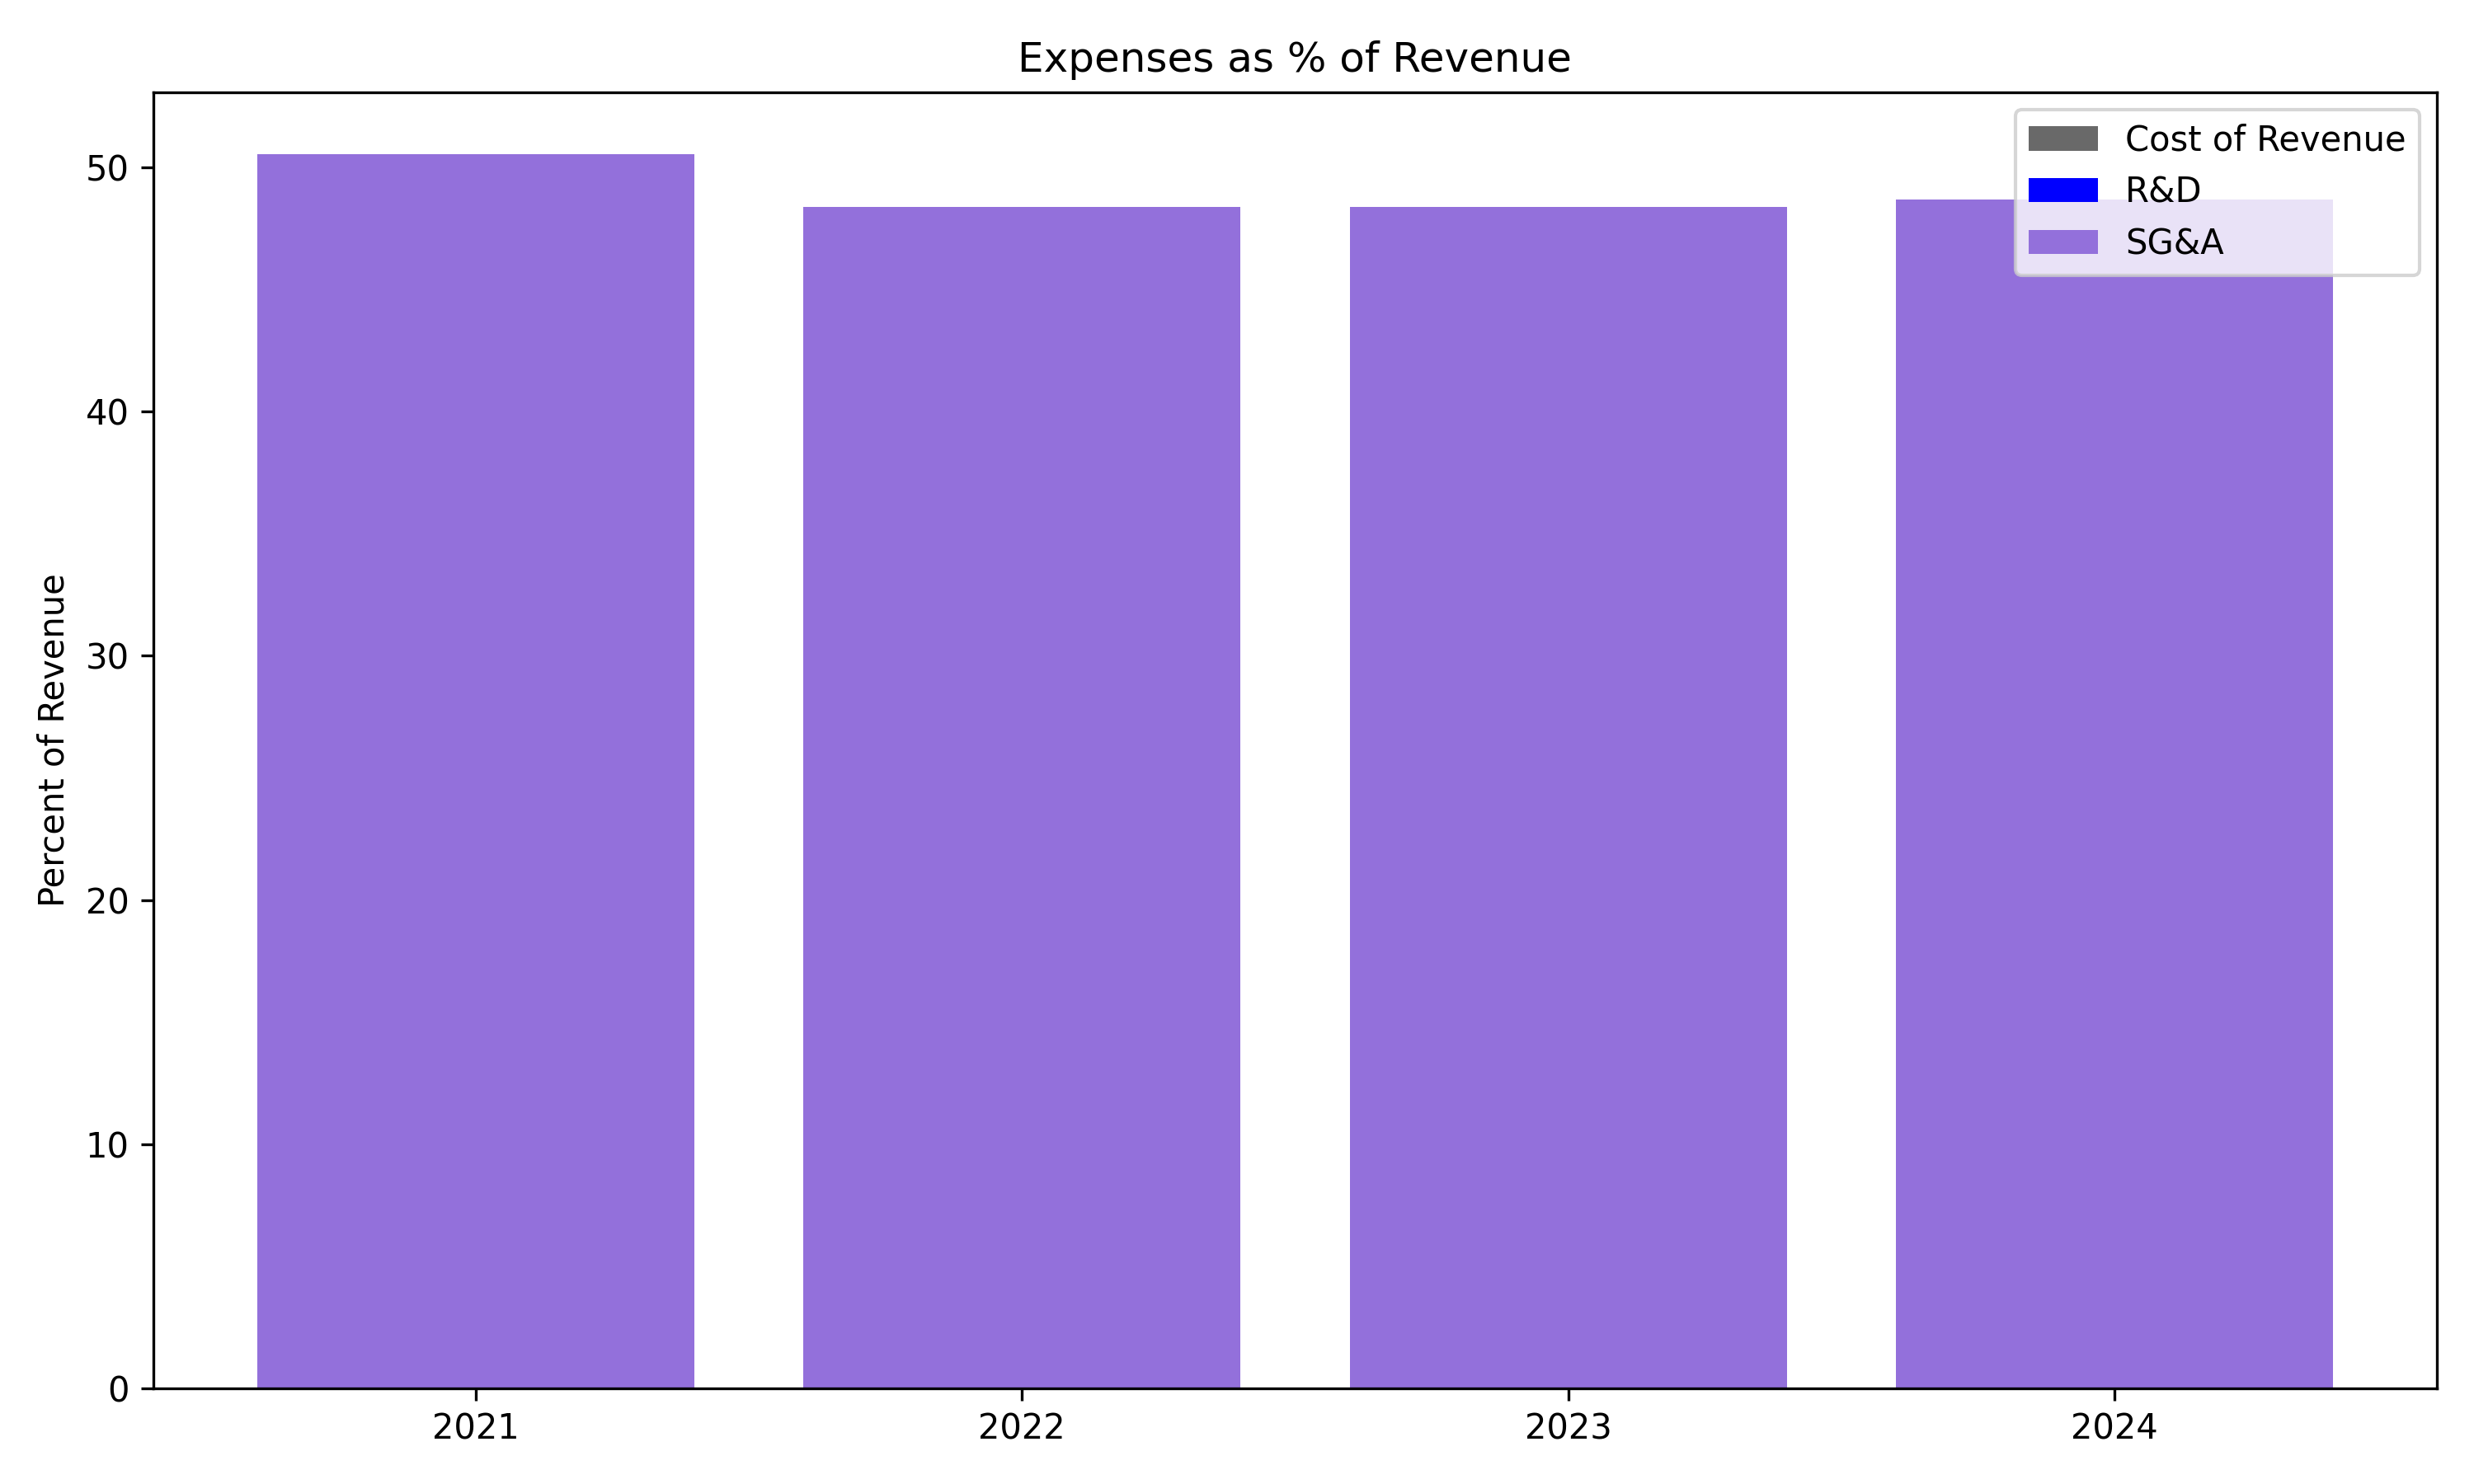 Expenses as % of Revenue
Cost of Revenue
R&D
SG&A
Percent of Revenue
50
40
30
20
10
0
2021 2022 2023 2024